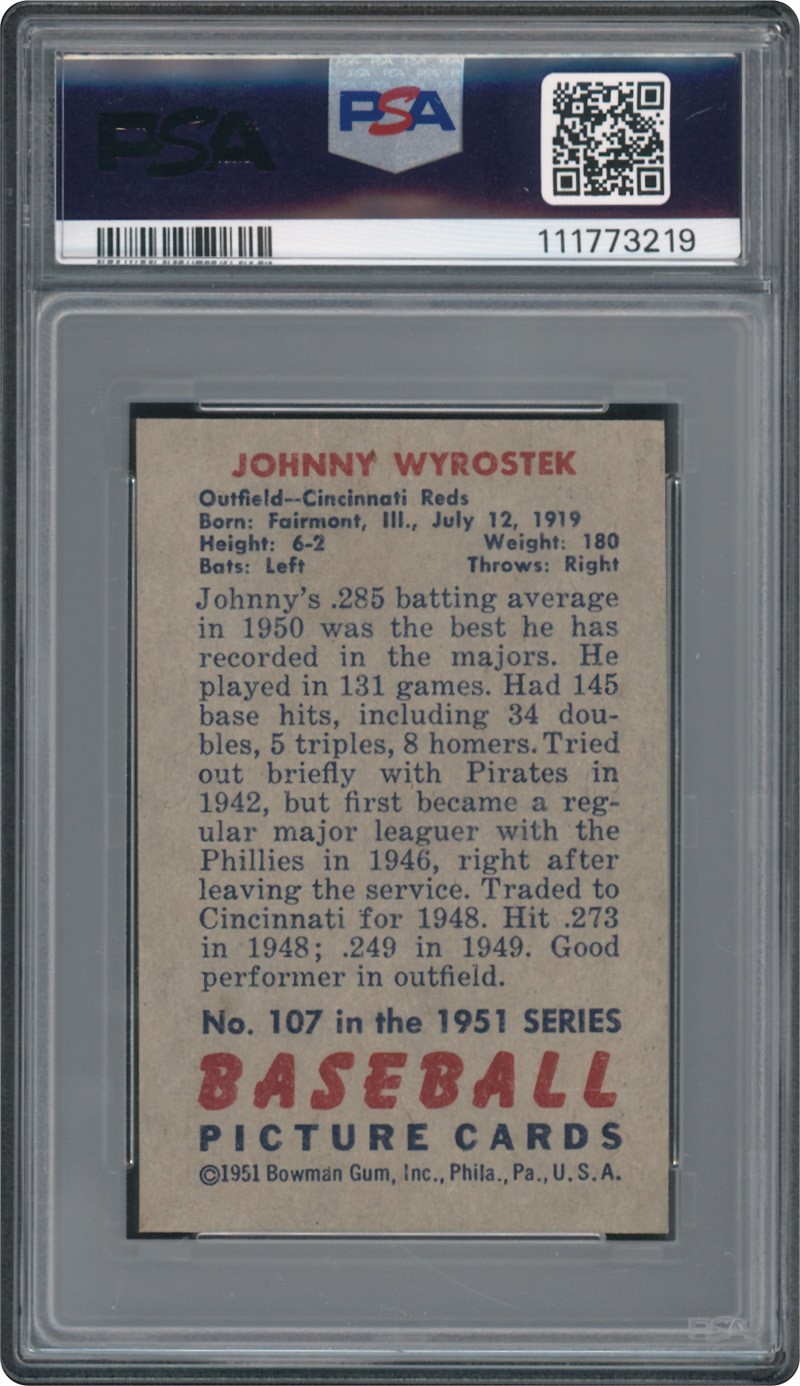 PSA
PSA
111773219
JOHNNY WYROSTEK
Outfield--Cincinnati Reds
Born: Fairmont, Ill., July 12, 1919
Height: 6-2 Weight: 180
Bats: Left Throws: Right
Johnny's .285 batting average
in 1950 was the best he has
recorded in the majors. He
played in 131 games. Had 145
base hits, including 34 dou-
bles, 5 triples, 8 homers. Tried
out briefly with Pirates in
1942, but first became a reg-
ular major leaguer with the
Phillies in 1946, right after
leaving the service. Traded to
Cincinnati for 1948. Hit .273
in 1948; .249 in 1949. Good
performer in outfield.
No. 107 in the 1951 SERIES
BASEBALL
PICTURE CARDS
©1951 Bowman Gum, Inc., Phila., Pa., U. S. A.
PSA